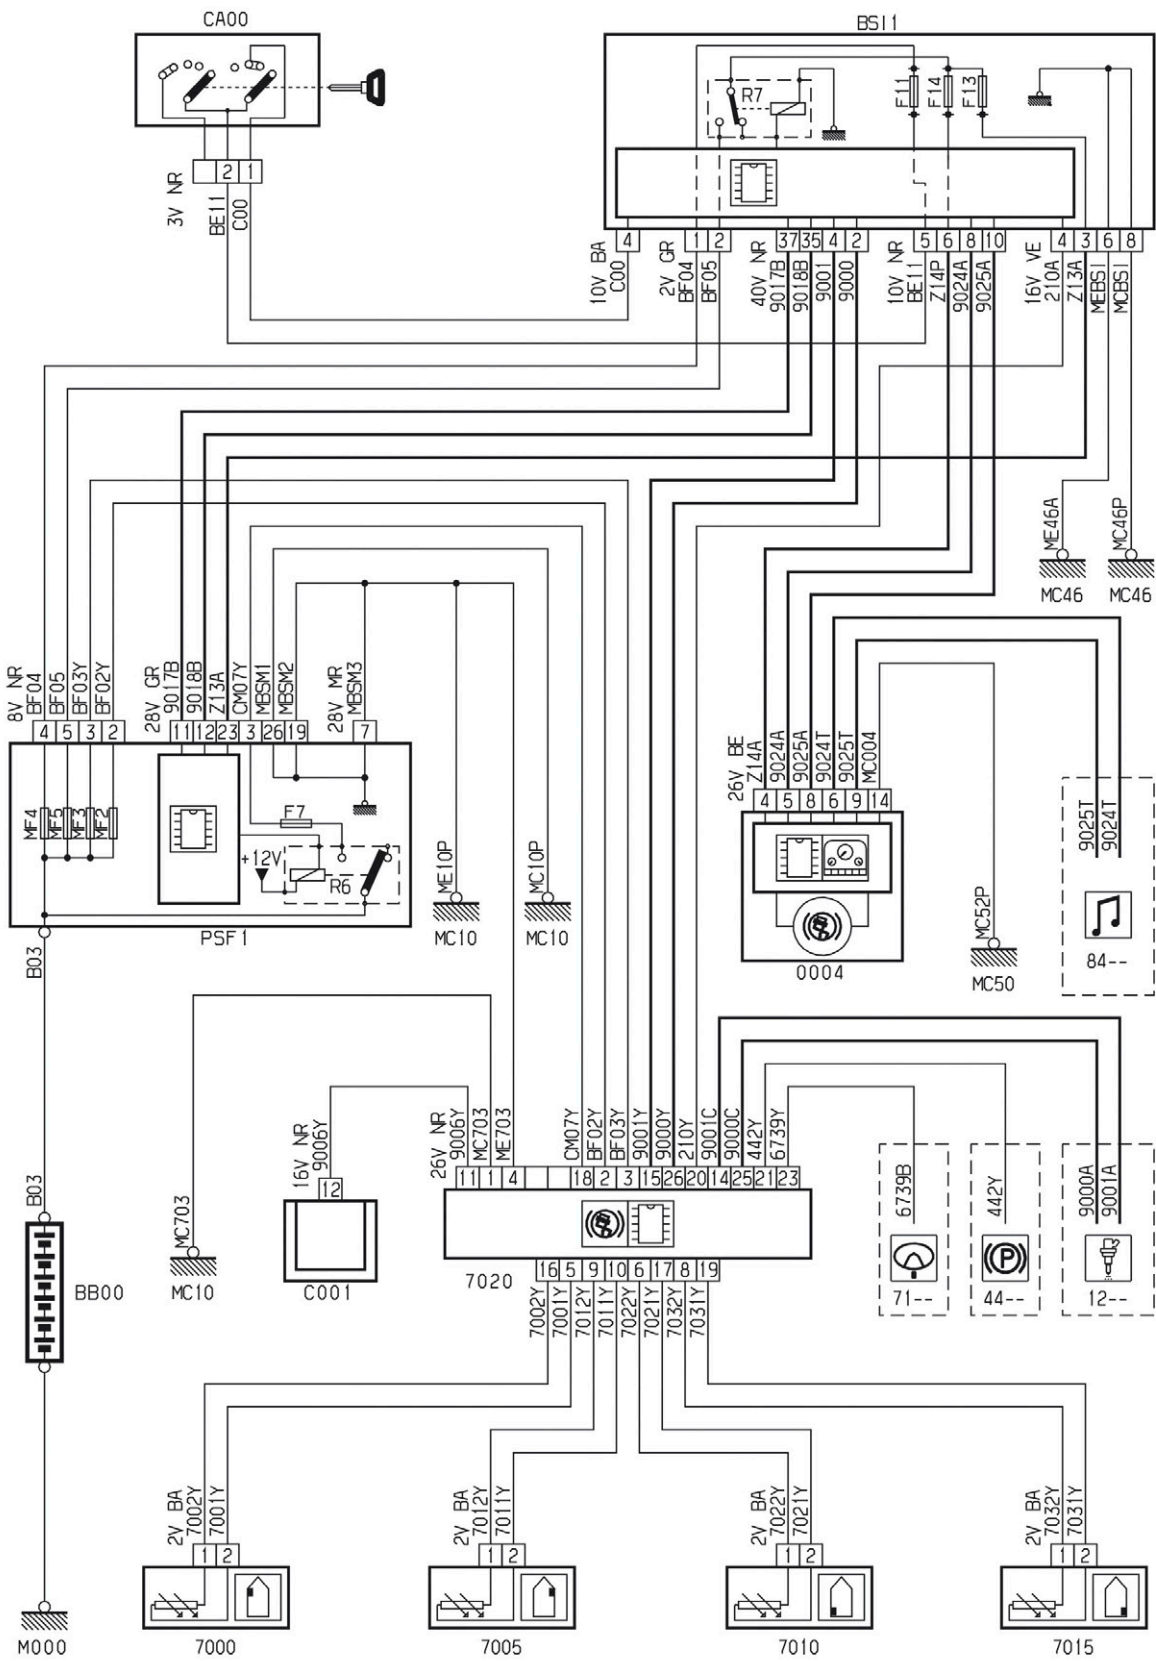 CA00
BSI1
R7
F11
F14
F13
2 1
3V NR
BE11
C00
4
1 2
37 35 4 2
5 6 8 10
4 3 6 8
10V BA
C00
2V GR
BF04
BF05
40V NR
9017B
9018B
9001
9000
10V NR
BE11
Z14P
9024A
9025A
16V VE
210A
Z13A
MEBSI
MCBSI
ME46A
MC46P
MC46
MC46
8V NR
BF04
BF05
BF03Y
BF02Y
28V GR
9017B
9018B
Z13A
CM07Y
MBSM1
MBSM2
28V MR
MBSM3
4 5 3 2
11 12 23 3 26 19
7
MF4
MF5
MF3
MF2
F7
+12V
R6
PSF1
B03
ME10P
MC10P
MC10
MC10
26V BE
Z14A
9024A
9025A
9024T
9025T
MC004
4 5 8 6 9 14
0004
MC52P
MC50
9025T
9024T
84--
26V NR
9006Y
MC703
ME703
CM07Y
BF02Y
BF03Y
9001Y
9000Y
210Y
9001C
9000C
442Y
6739Y
16V NR
9006Y
12
C001
11 1 4 18 2 3 15 26 20 14 25 21 23
7020
16 5 9 10 6 17 8 19
7002Y
7001Y
7012Y
7011Y
7022Y
7021Y
7032Y
7031Y
MC703
MC10
B03
BB00
6739B
71--
442Y
P
44--
9000A
9001A
12--
2V BA
7002Y
7001Y
1 2
2V BA
7012Y
7011Y
1 2
2V BA
7022Y
7021Y
1 2
2V BA
7032Y
7031Y
1 2
M000
7000
7005
7010
7015